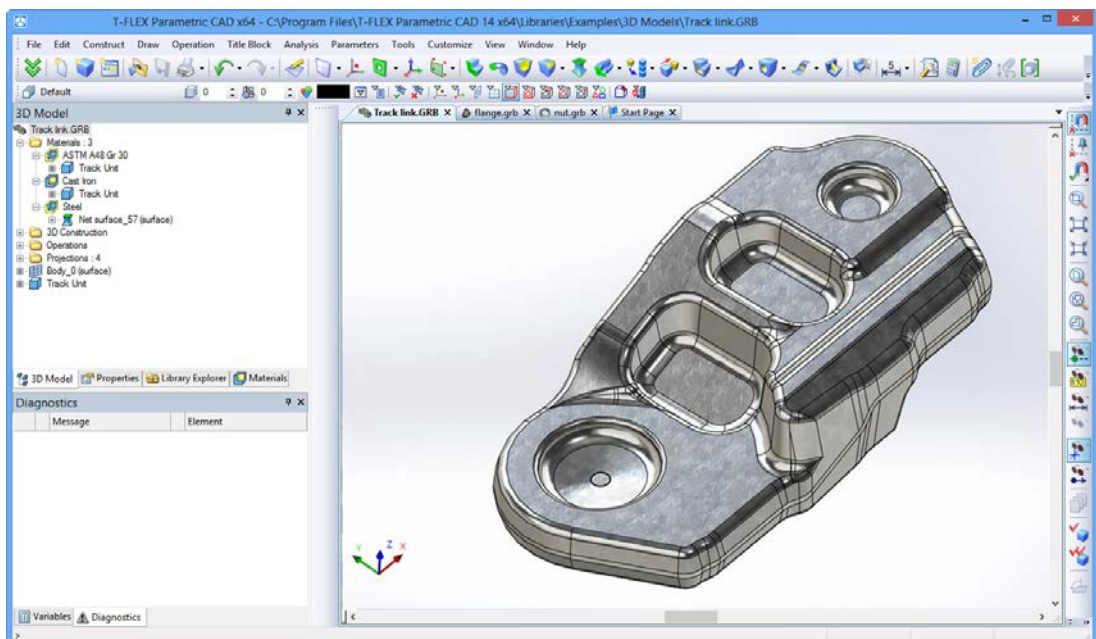 T-FLEX Parametric CAD x64 - C:\Program Files\T-FLEX Parametric CAD 14 x64\Libraries\Examples\3D Models\Track link.GRB
File Edit Construct Draw Operation Title Block Analysis Parameters Tools Customize View Window Help
5
Default 0 0
3D Model
Track link.GRB X flange.grb X nut.grb X Start Page X
Track link.GRB
Materials : 3
ASTM A48 Gr 30
Track Unit
Cast Iron
Track Unit
Steel
Net surface_57 (surface)
3D Construction
Operations
Projections : 4
Body_0 (surface)
Track Unit
3D Model Properties Library Explorer Materials
Diagnostics
Message Element
Y Z X
Variables Diagnostics
>